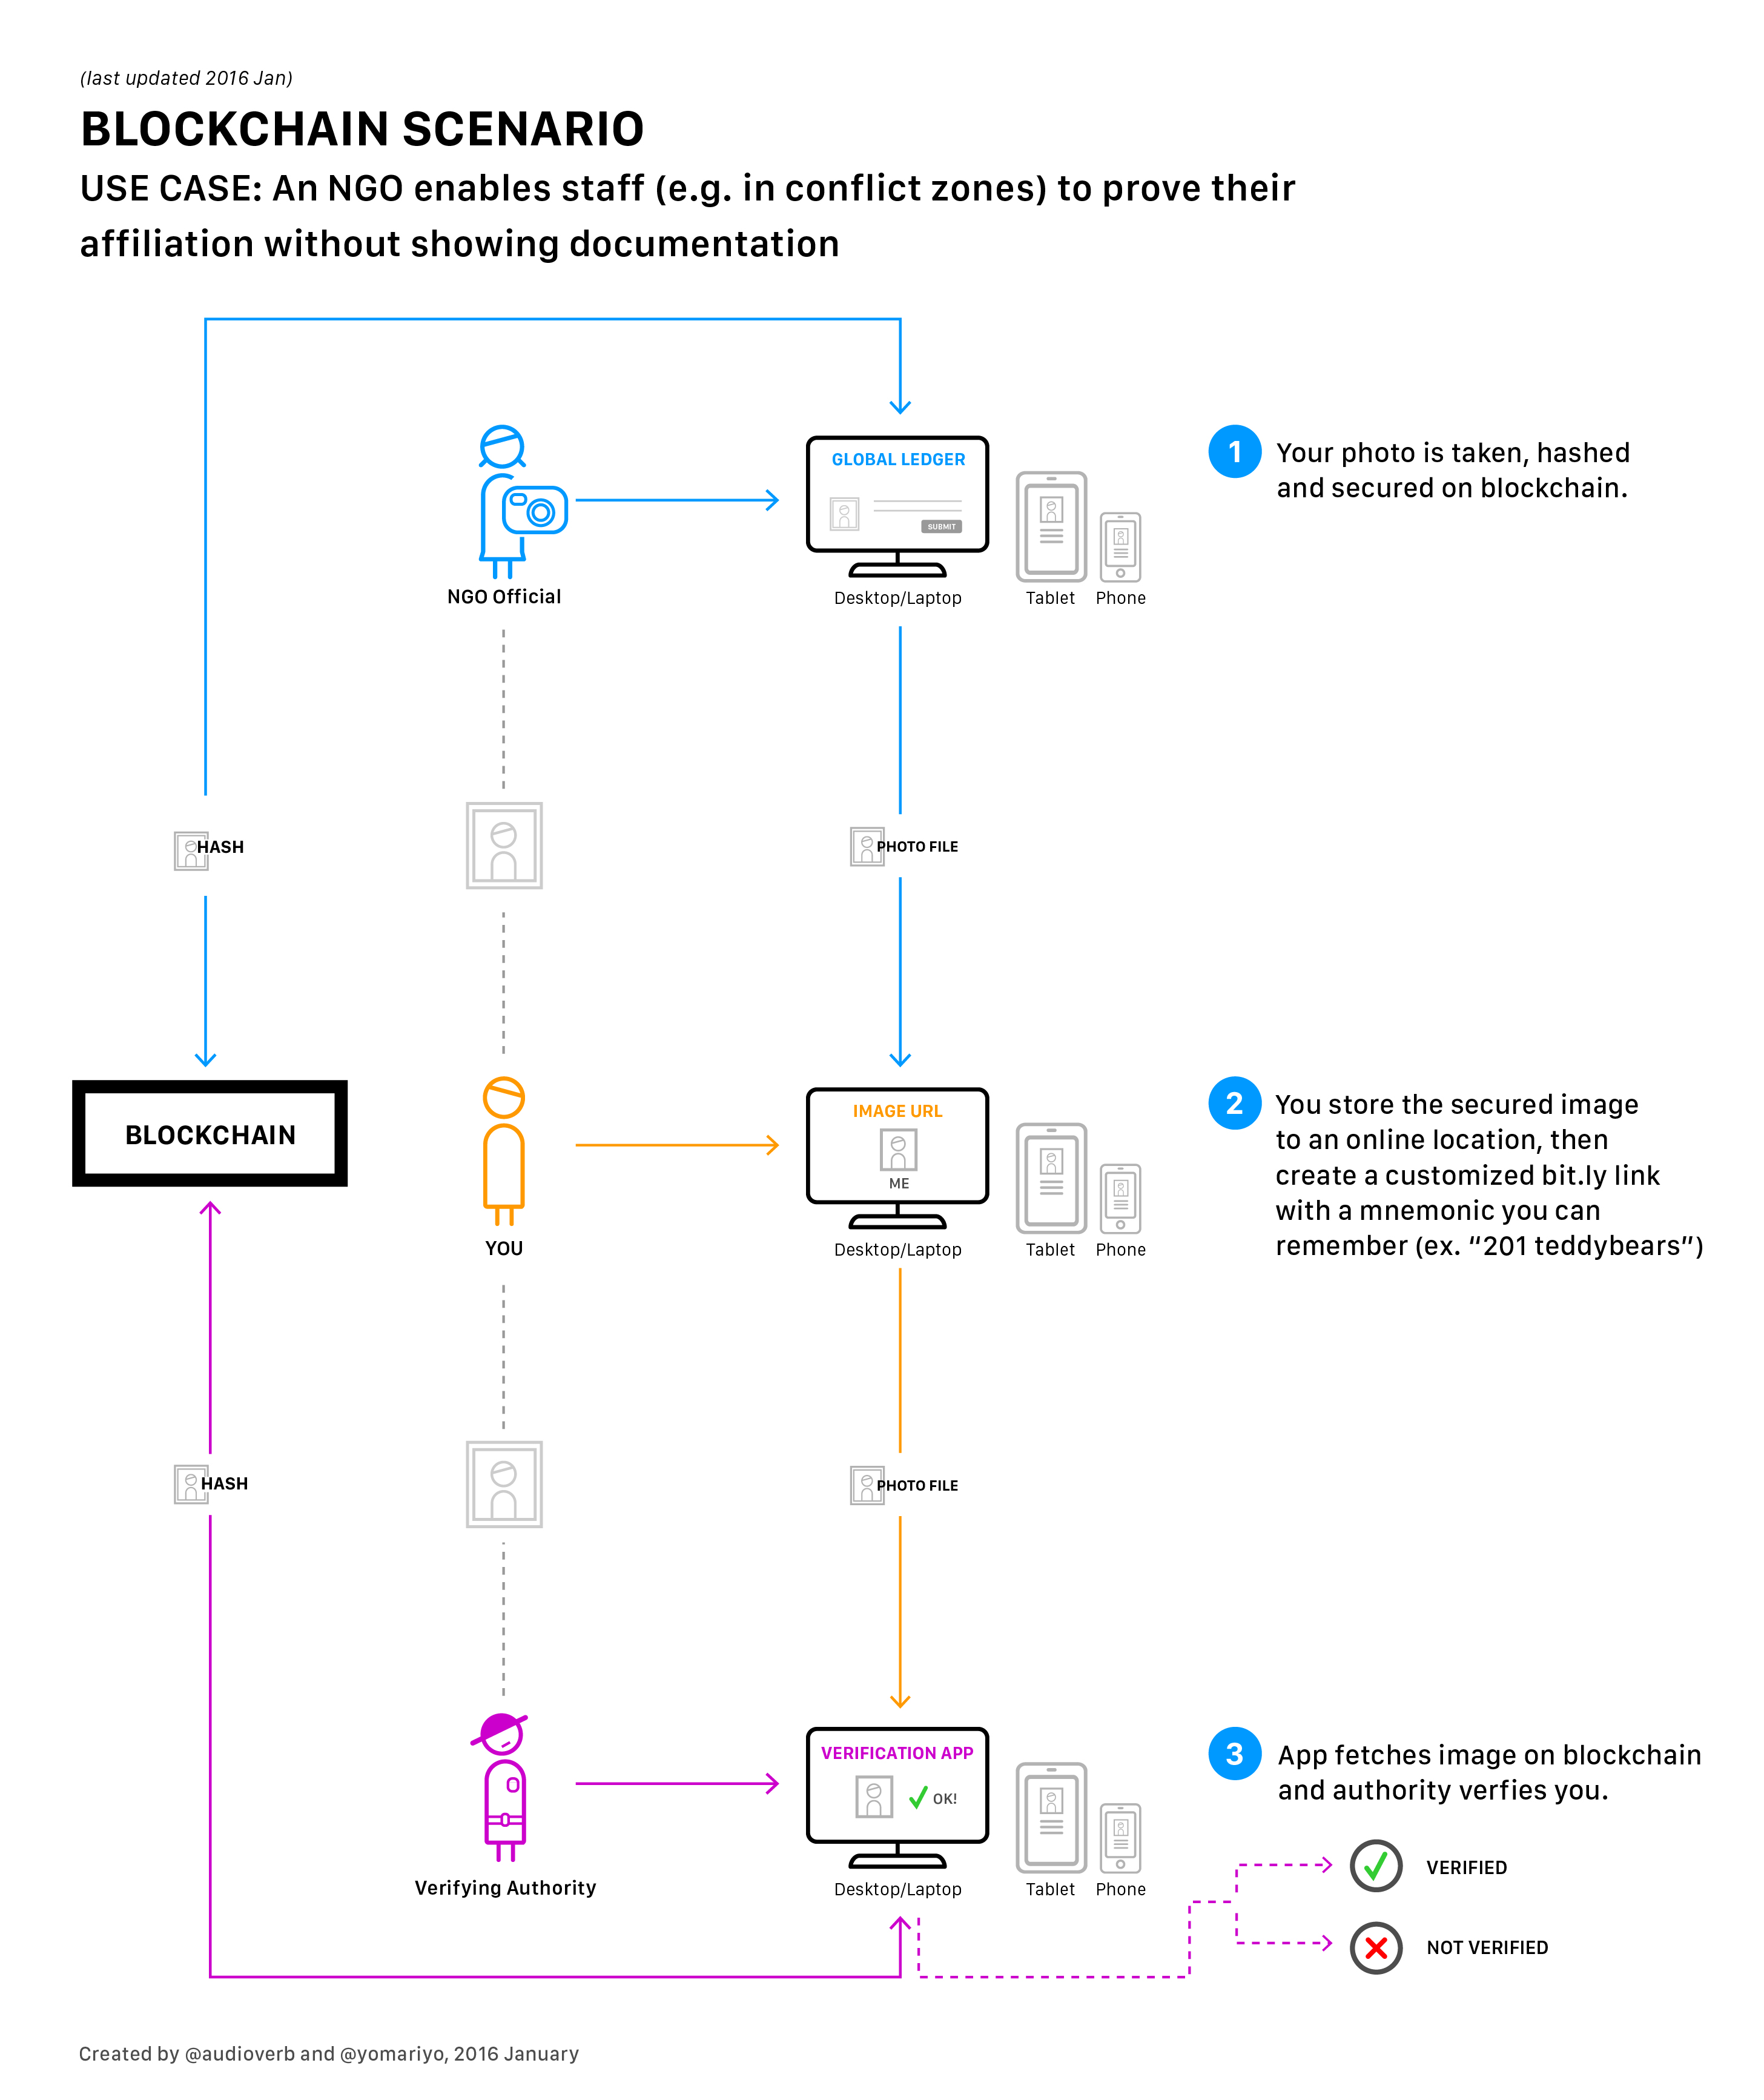 (last updated 2016 Jan)
BLOCKCHAIN SCENARIO
USE CASE: An NGO enables staff (e.g. in conflict zones) to prove their
affiliation without showing documentation
GLOBAL LEDGER
SUBMIT
NGO Official
Desktop/Laptop
Tablet
Phone
1
Your photo is taken, hashed
and secured on blockchain.
HASH
PHOTO FILE
BLOCKCHAIN
YOU
IMAGE URL
ME
Desktop/Laptop
Tablet
Phone
2
You store the secured image
to an online location, then
create a customized bit.ly link
with a mnemonic you can
remember (ex. “201 teddybears”)
HASH
PHOTO FILE
Verifying Authority
VERIFICATION APP
OK!
Desktop/Laptop
Tablet
Phone
3
App fetches image on blockchain
and authority verfies you.
VERIFIED
NOT VERIFIED
Created by @audioverb and @yomariyo, 2016 January